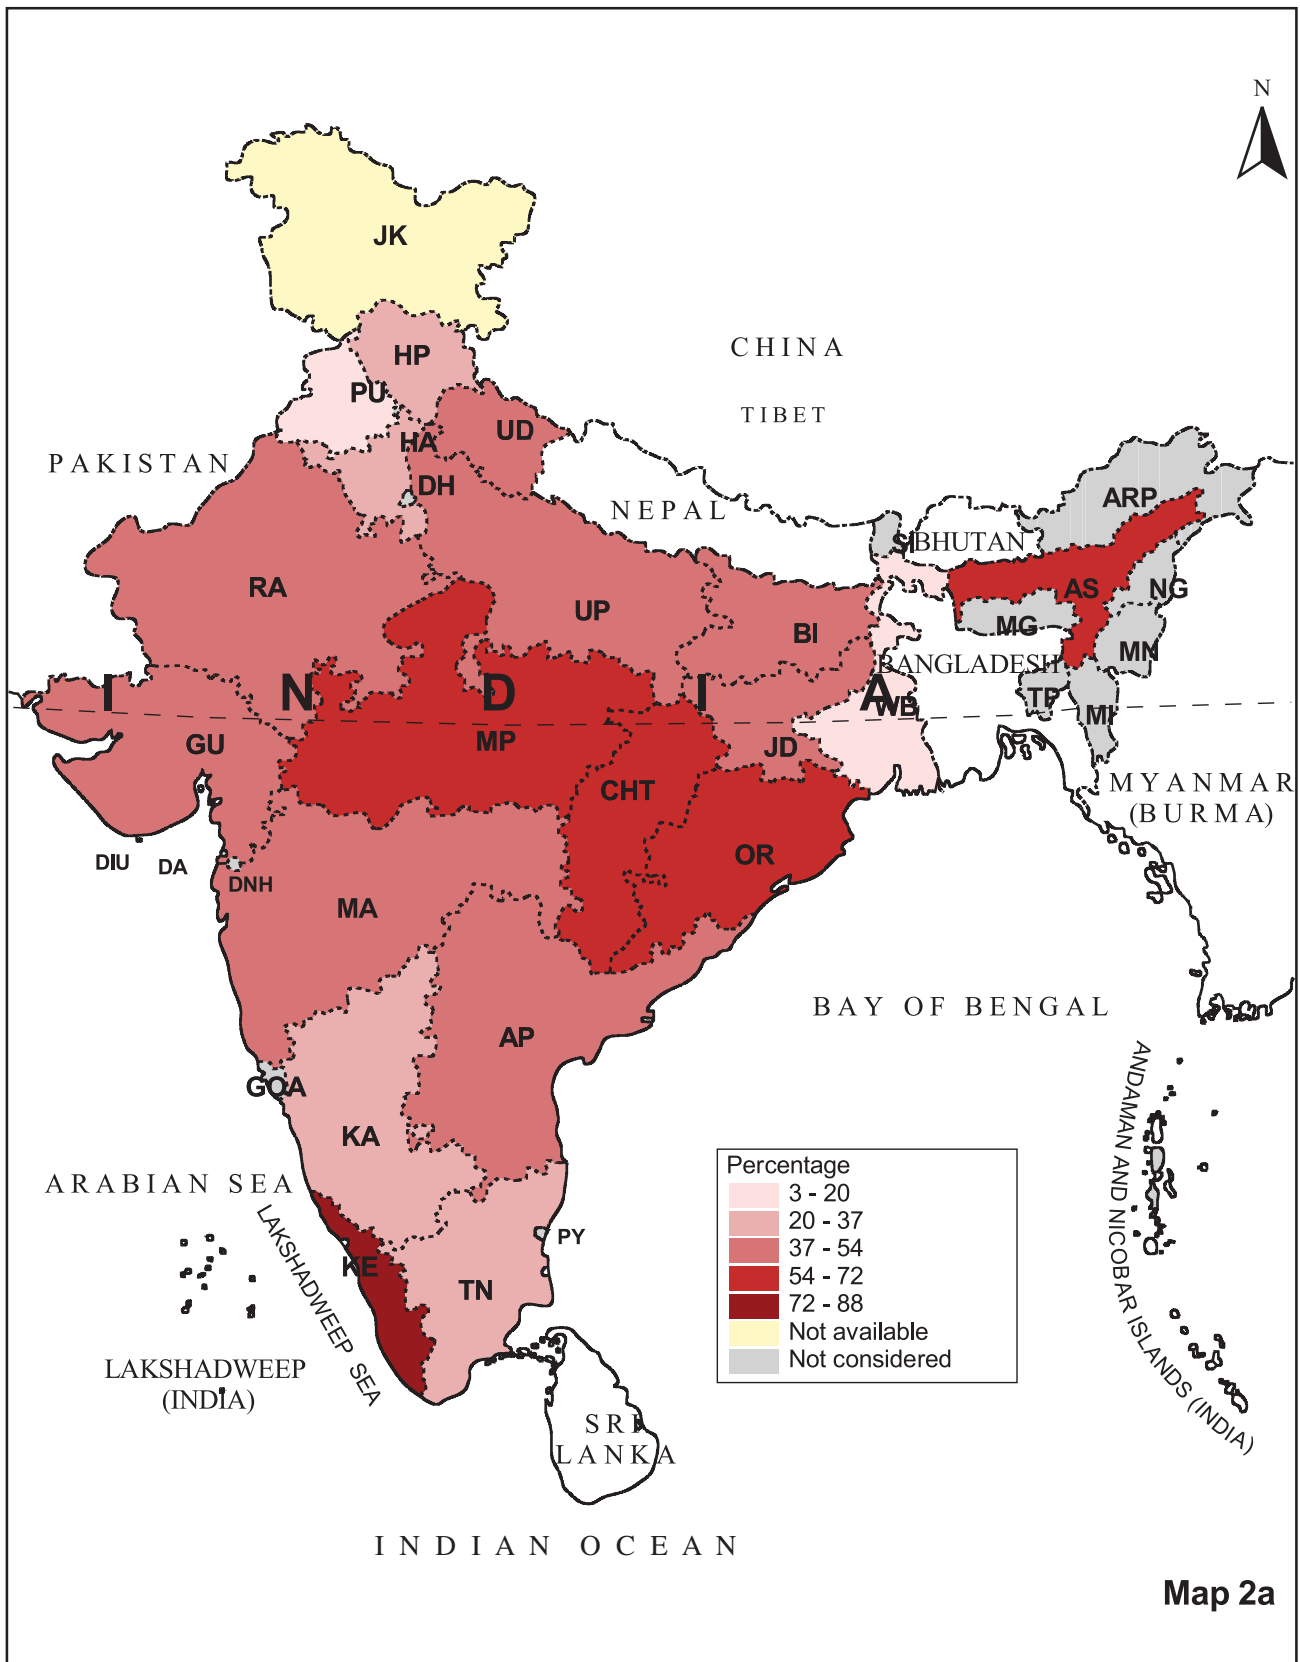 N
JK
HP
CHINA
PU
TIBET
HA
UD
PAKISTAN
DH
NEPAL
ARP
SI
BHUTAN
RA
AS
NG
UP
BI
MG
MN
BANGLADESH
I N D I A
WB
TP
MI
GU
MP
JD
CHT
MYANMAR
(BURMA)
OR
DIU
DA
DNH
MA
BAY OF BENGAL
AP
GOA
KA
ANDAMAN AND NICOBAR ISLANDS (INDIA)
ARABIAN SEA
LAKSHADWEEP SEA
KE
PY
TN
Percentage
3 - 20
20 - 37
37 - 54
54 - 72
72 - 88
Not available
Not considered
LAKSHADWEEP
(INDIA)
SRI
LANKA
INDIAN OCEAN
Map 2a